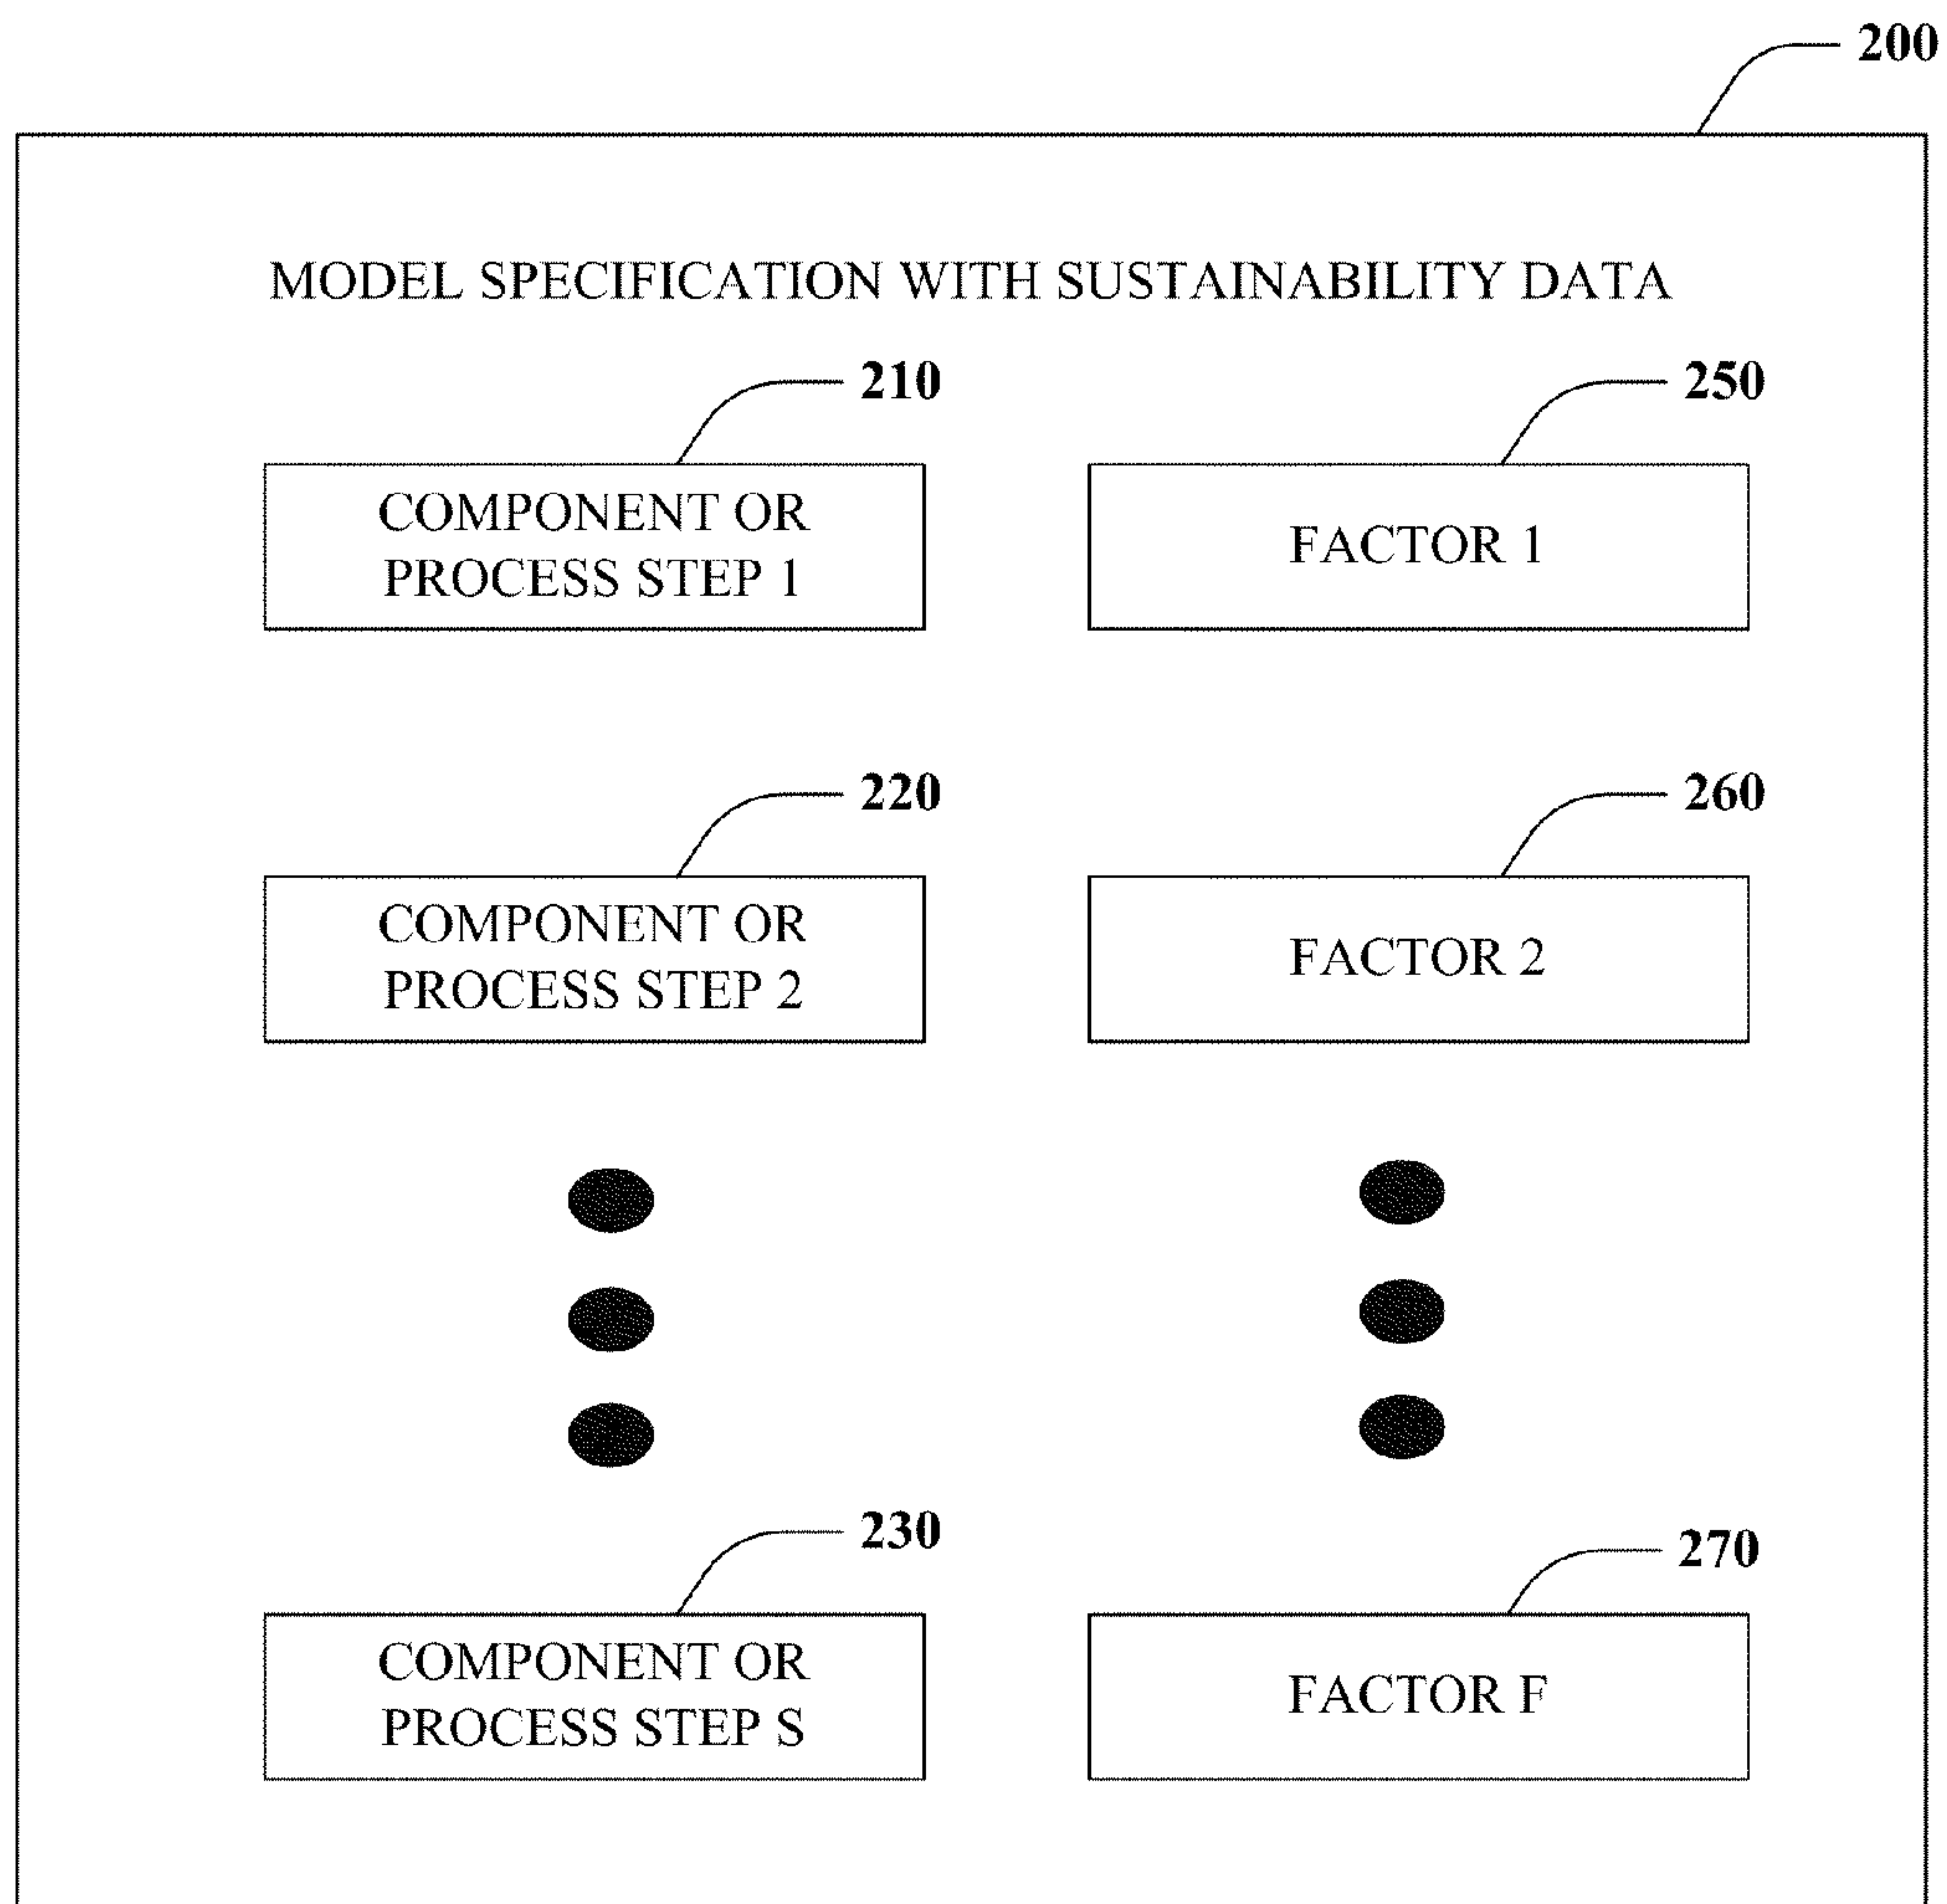 200
MODEL SPECIFICATION WITH SUSTAINABILITY DATA
210
250
COMPONENT OR
PROCESS STEP 1
FACTOR 1
220
260
COMPONENT OR
PROCESS STEP 2
FACTOR 2
230
270
COMPONENT OR
PROCESS STEP S
FACTOR F